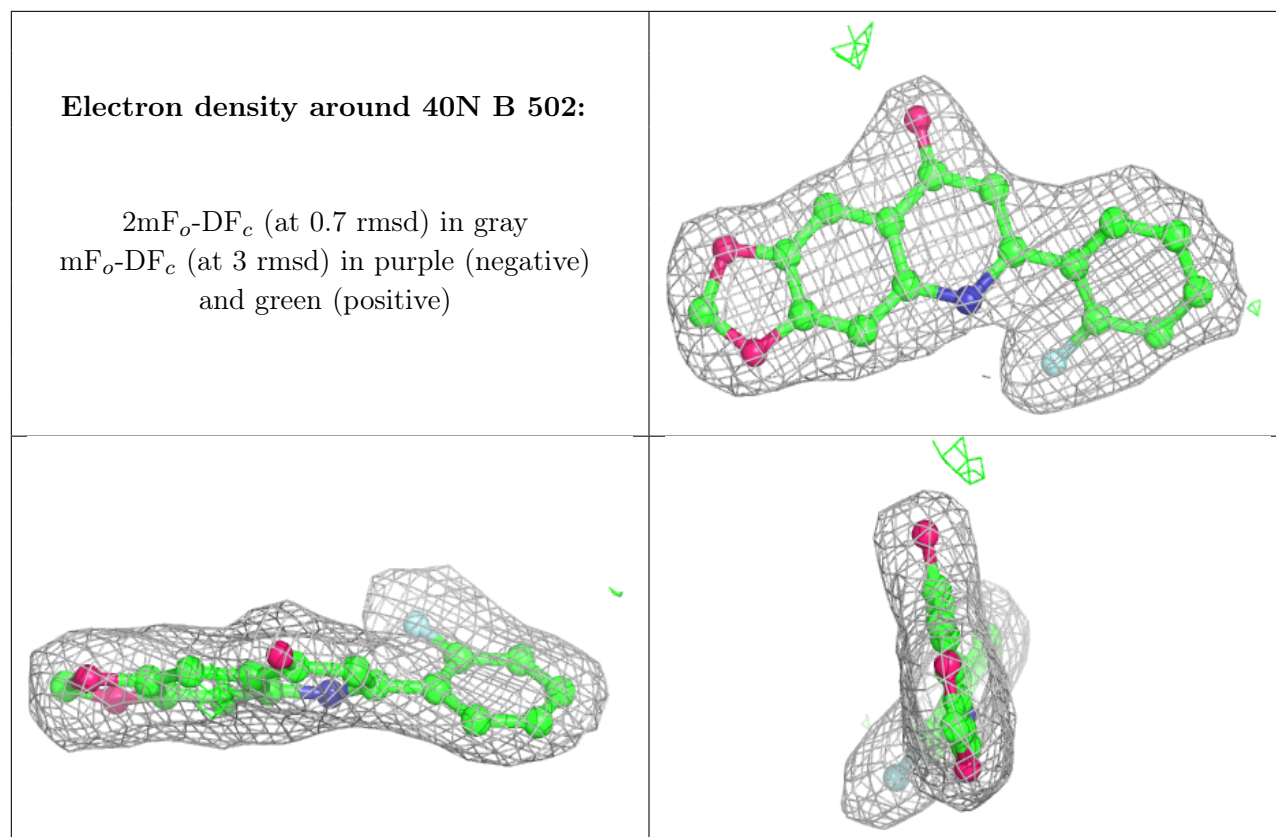 Electron density around 40N B 502:
2mFo-DFc (at 0.7 rmsd) in gray
mFo-DFc (at 3 rmsd) in purple (negative)
and green (positive)